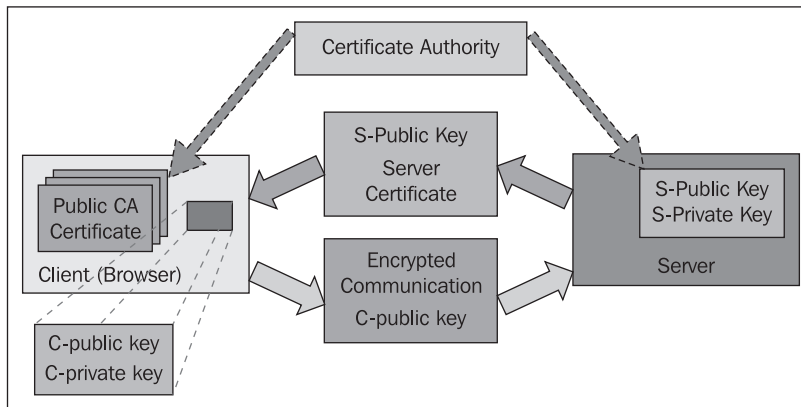 Certificate Authority
S-Public Key
Server
Certificate
Public CA
Certificate
Client (Browser)
S-Public Key
S-Private Key
Server
Encrypted
Communication
C-public key
C-public key
C-private key